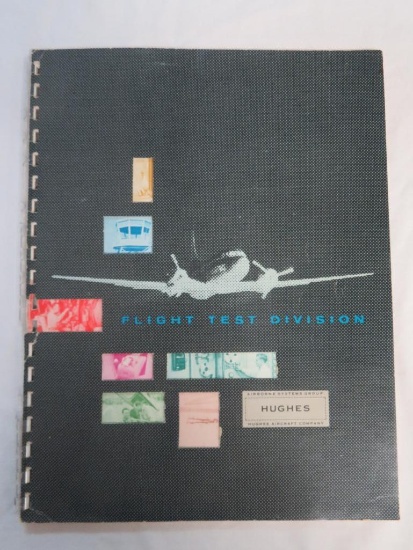 FLIGHT TEST DIVISION
AIRBORNE SYSTEMS GROUP
HUGHES
HUGHES AIRCRAFT COMPANY